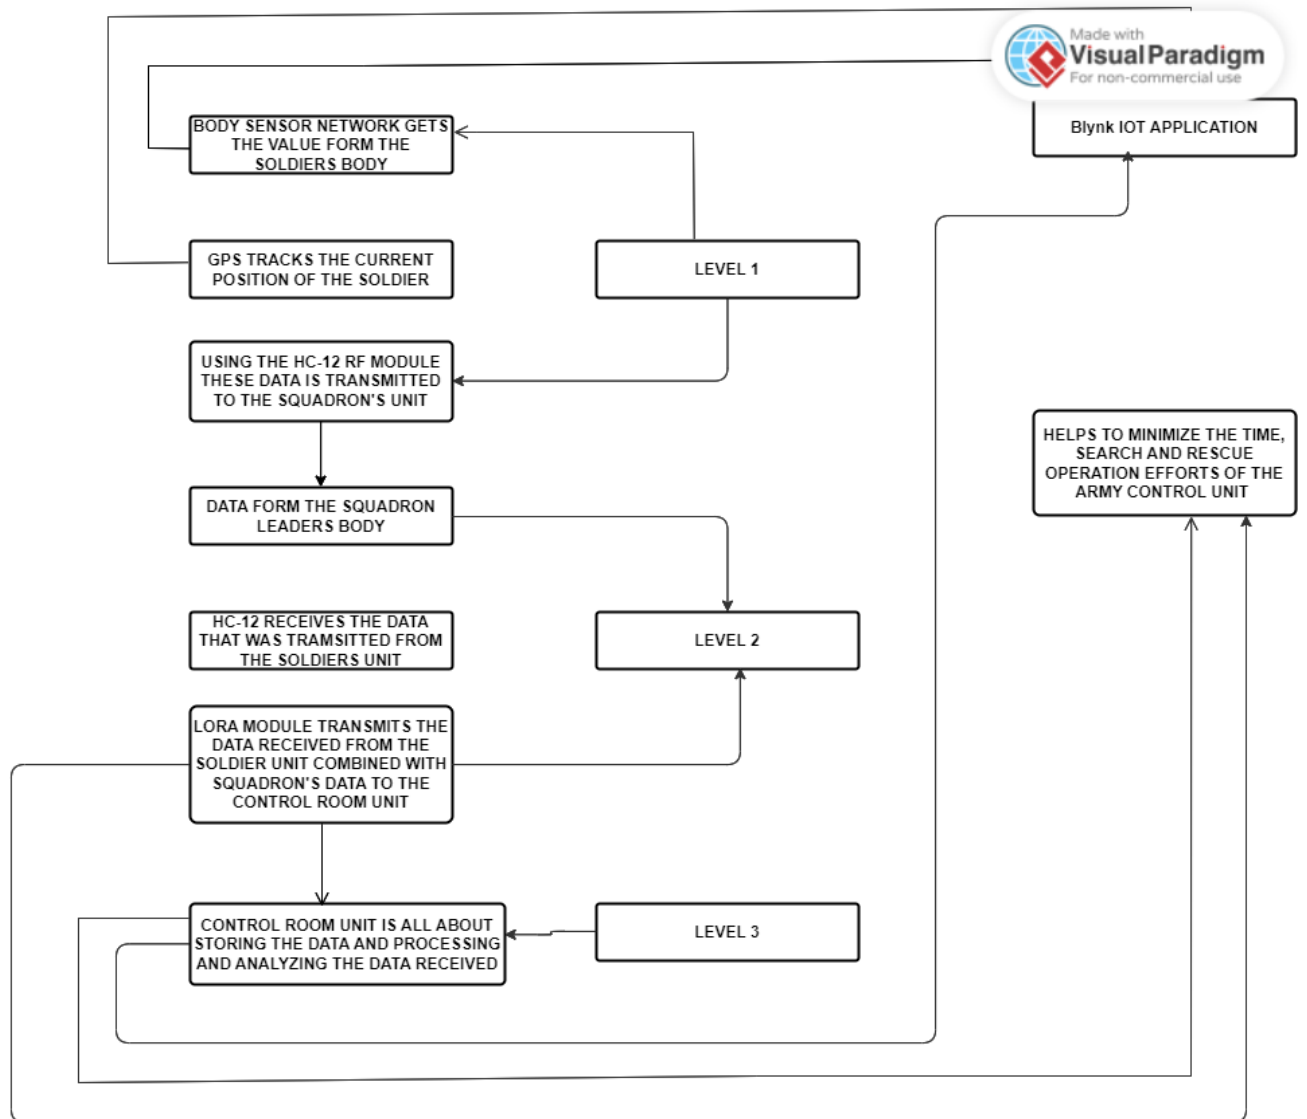 Made with
Visual Paradigm
For non-commercial use
BODY SENSOR NETWORK GETS
THE VALUE FORM THE
SOLDIERS BODY
Blynk IOT APPLICATION
GPS TRACKS THE CURRENT
POSITION OF THE SOLDIER
LEVEL 1
USING THE HC-12 RF MODULE
THESE DATA IS TRANSMITTED
TO THE SQUADRON'S UNIT
HELPS TO MINIMIZE THE TIME,
SEARCH AND RESCUE
OPERATION EFFORTS OF THE
ARMY CONTROL UNIT
DATA FORM THE SQUADRON
LEADERS BODY
HC-12 RECEIVES THE DATA
THAT WAS TRAMSITTED FROM
THE SOLDIERS UNIT
LEVEL 2
LORA MODULE TRANSMITS THE
DATA RECEIVED FROM THE
SOLDIER UNIT COMBINED WITH
SQUADRON'S DATA TO THE
CONTROL ROOM UNIT
CONTROL ROOM UNIT IS ALL ABOUT
STORING THE DATA AND PROCESSING
AND ANALYZING THE DATA RECEIVED
LEVEL 3